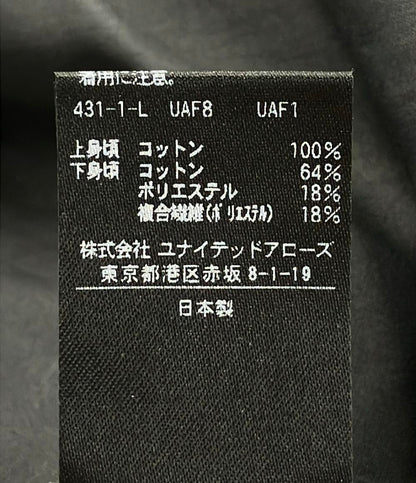 着用に注意。
431-1-L UAF8 UAF1
上身頃 コットン 100%
下身頃 コットン 64%
ポリエステル 18%
複合繊維(ポリエステル) 18%
株式会社 ユナイテッドアローズ
東京都港区赤坂 8-1-19
日本製